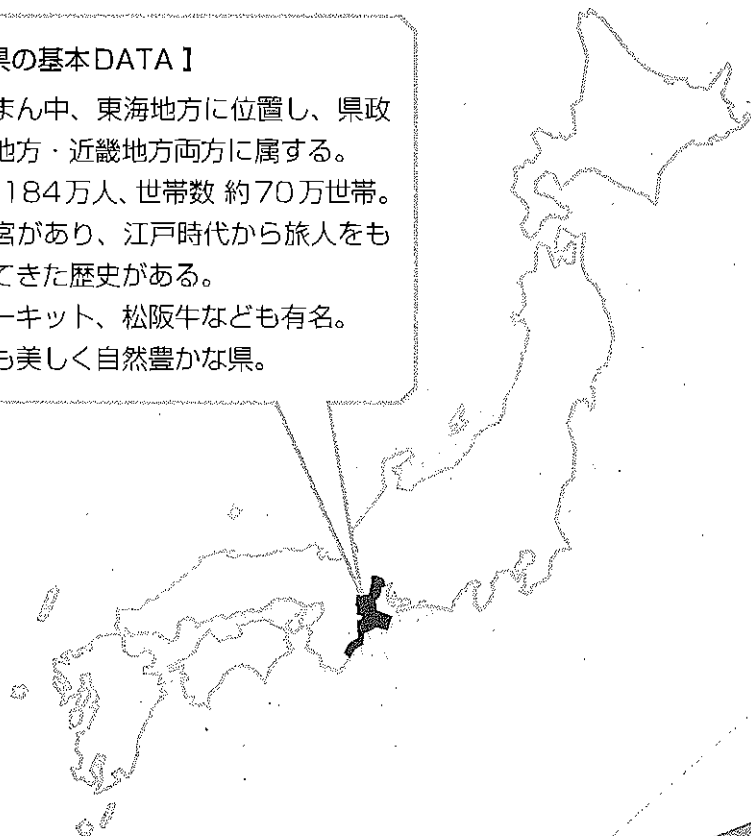 県の基本DATA】
まん中、東海地方に位置し、県政
地方・近畿地方両方に属する。
184万人、世帯数 約70万世帯。
宮があり、江戸時代から旅人をも
てきた歴史がある。
ーキット、松阪牛なども有名。
も美しく自然豊かな県。